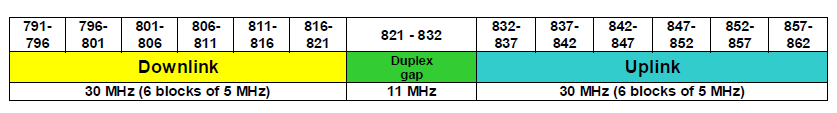 791- 796- 801- 806- 811- 816- 821 - 832 832- 837- 842- 847- 852- 857-
796 801 806 811 816 821 837 842 847 852 857 862
Downlink Duplex gap Uplink
30 MHz (6 blocks of 5 MHz) 11 MHz 30 MHz (6 blocks of 5 MHz)